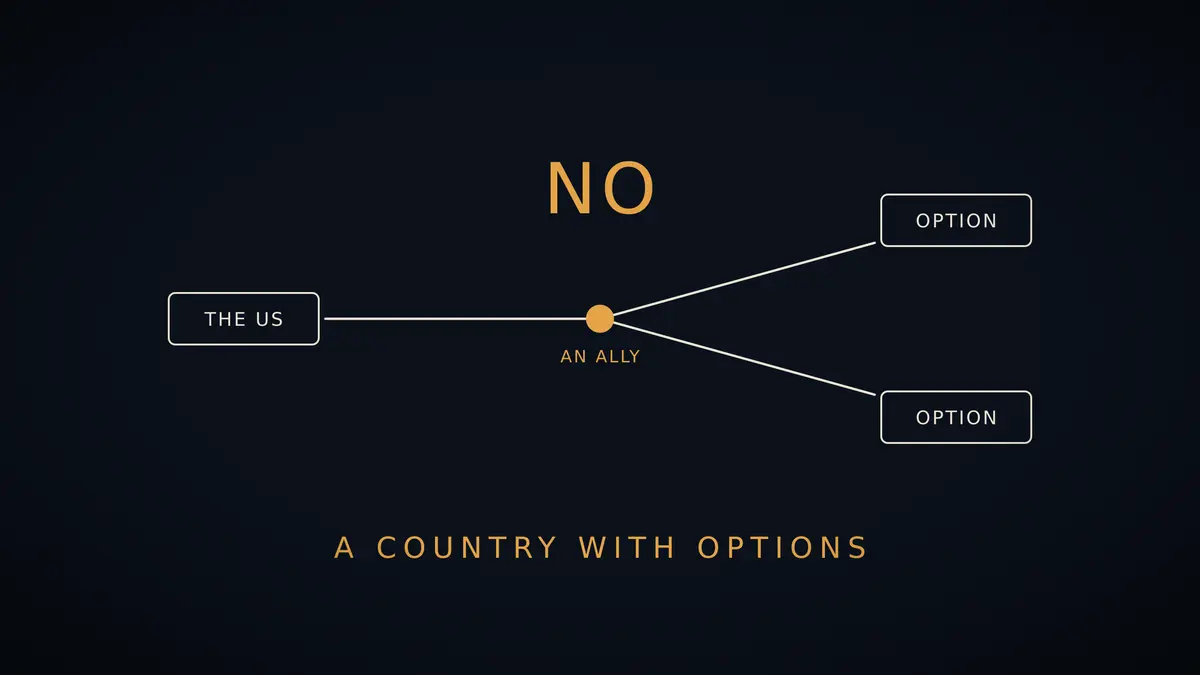 NO
OPTION
THE US
AN ALLY
OPTION
A COUNTRY WITH OPTIONS